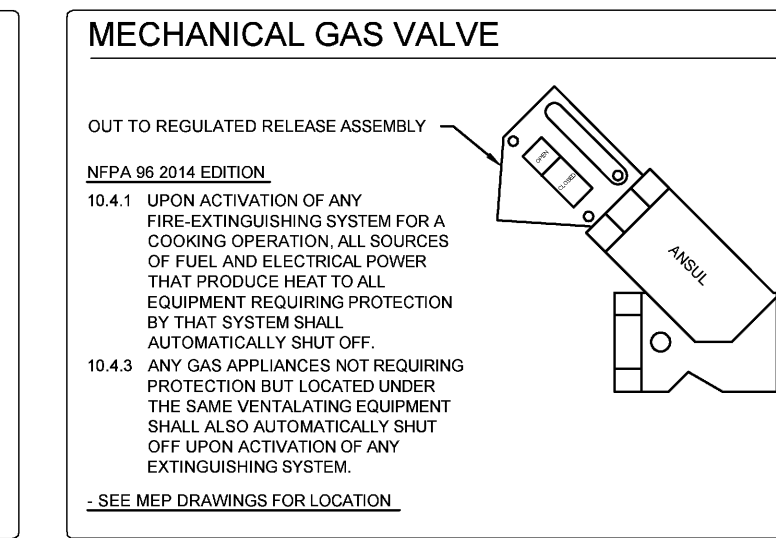 MECHANICAL GAS VALVE
OUT TO REGULATED RELEASE ASSEMBLY
NFPA 96 2014 EDITION
10.4.1 UPON ACTIVATION OF ANY
FIRE-EXTINGUISHING SYSTEM FOR A
COOKING OPERATION, ALL SOURCES
OF FUEL AND ELECTRICAL POWER
THAT PRODUCE HEAT TO ALL
EQUIPMENT REQUIRING PROTECTION
BY THAT SYSTEM SHALL
AUTOMATICALLY SHUT OFF.
10.4.3 ANY GAS APPLIANCES NOT REQUIRING
PROTECTION BUT LOCATED UNDER
THE SAME VENTALATING EQUIPMENT
SHALL ALSO AUTOMATICALLY SHUT
OFF UPON ACTIVATION OF ANY
EXTINGUISHING SYSTEM.
- SEE MEP DRAWINGS FOR LOCATION
OPEN
CLOSED
ANSUL